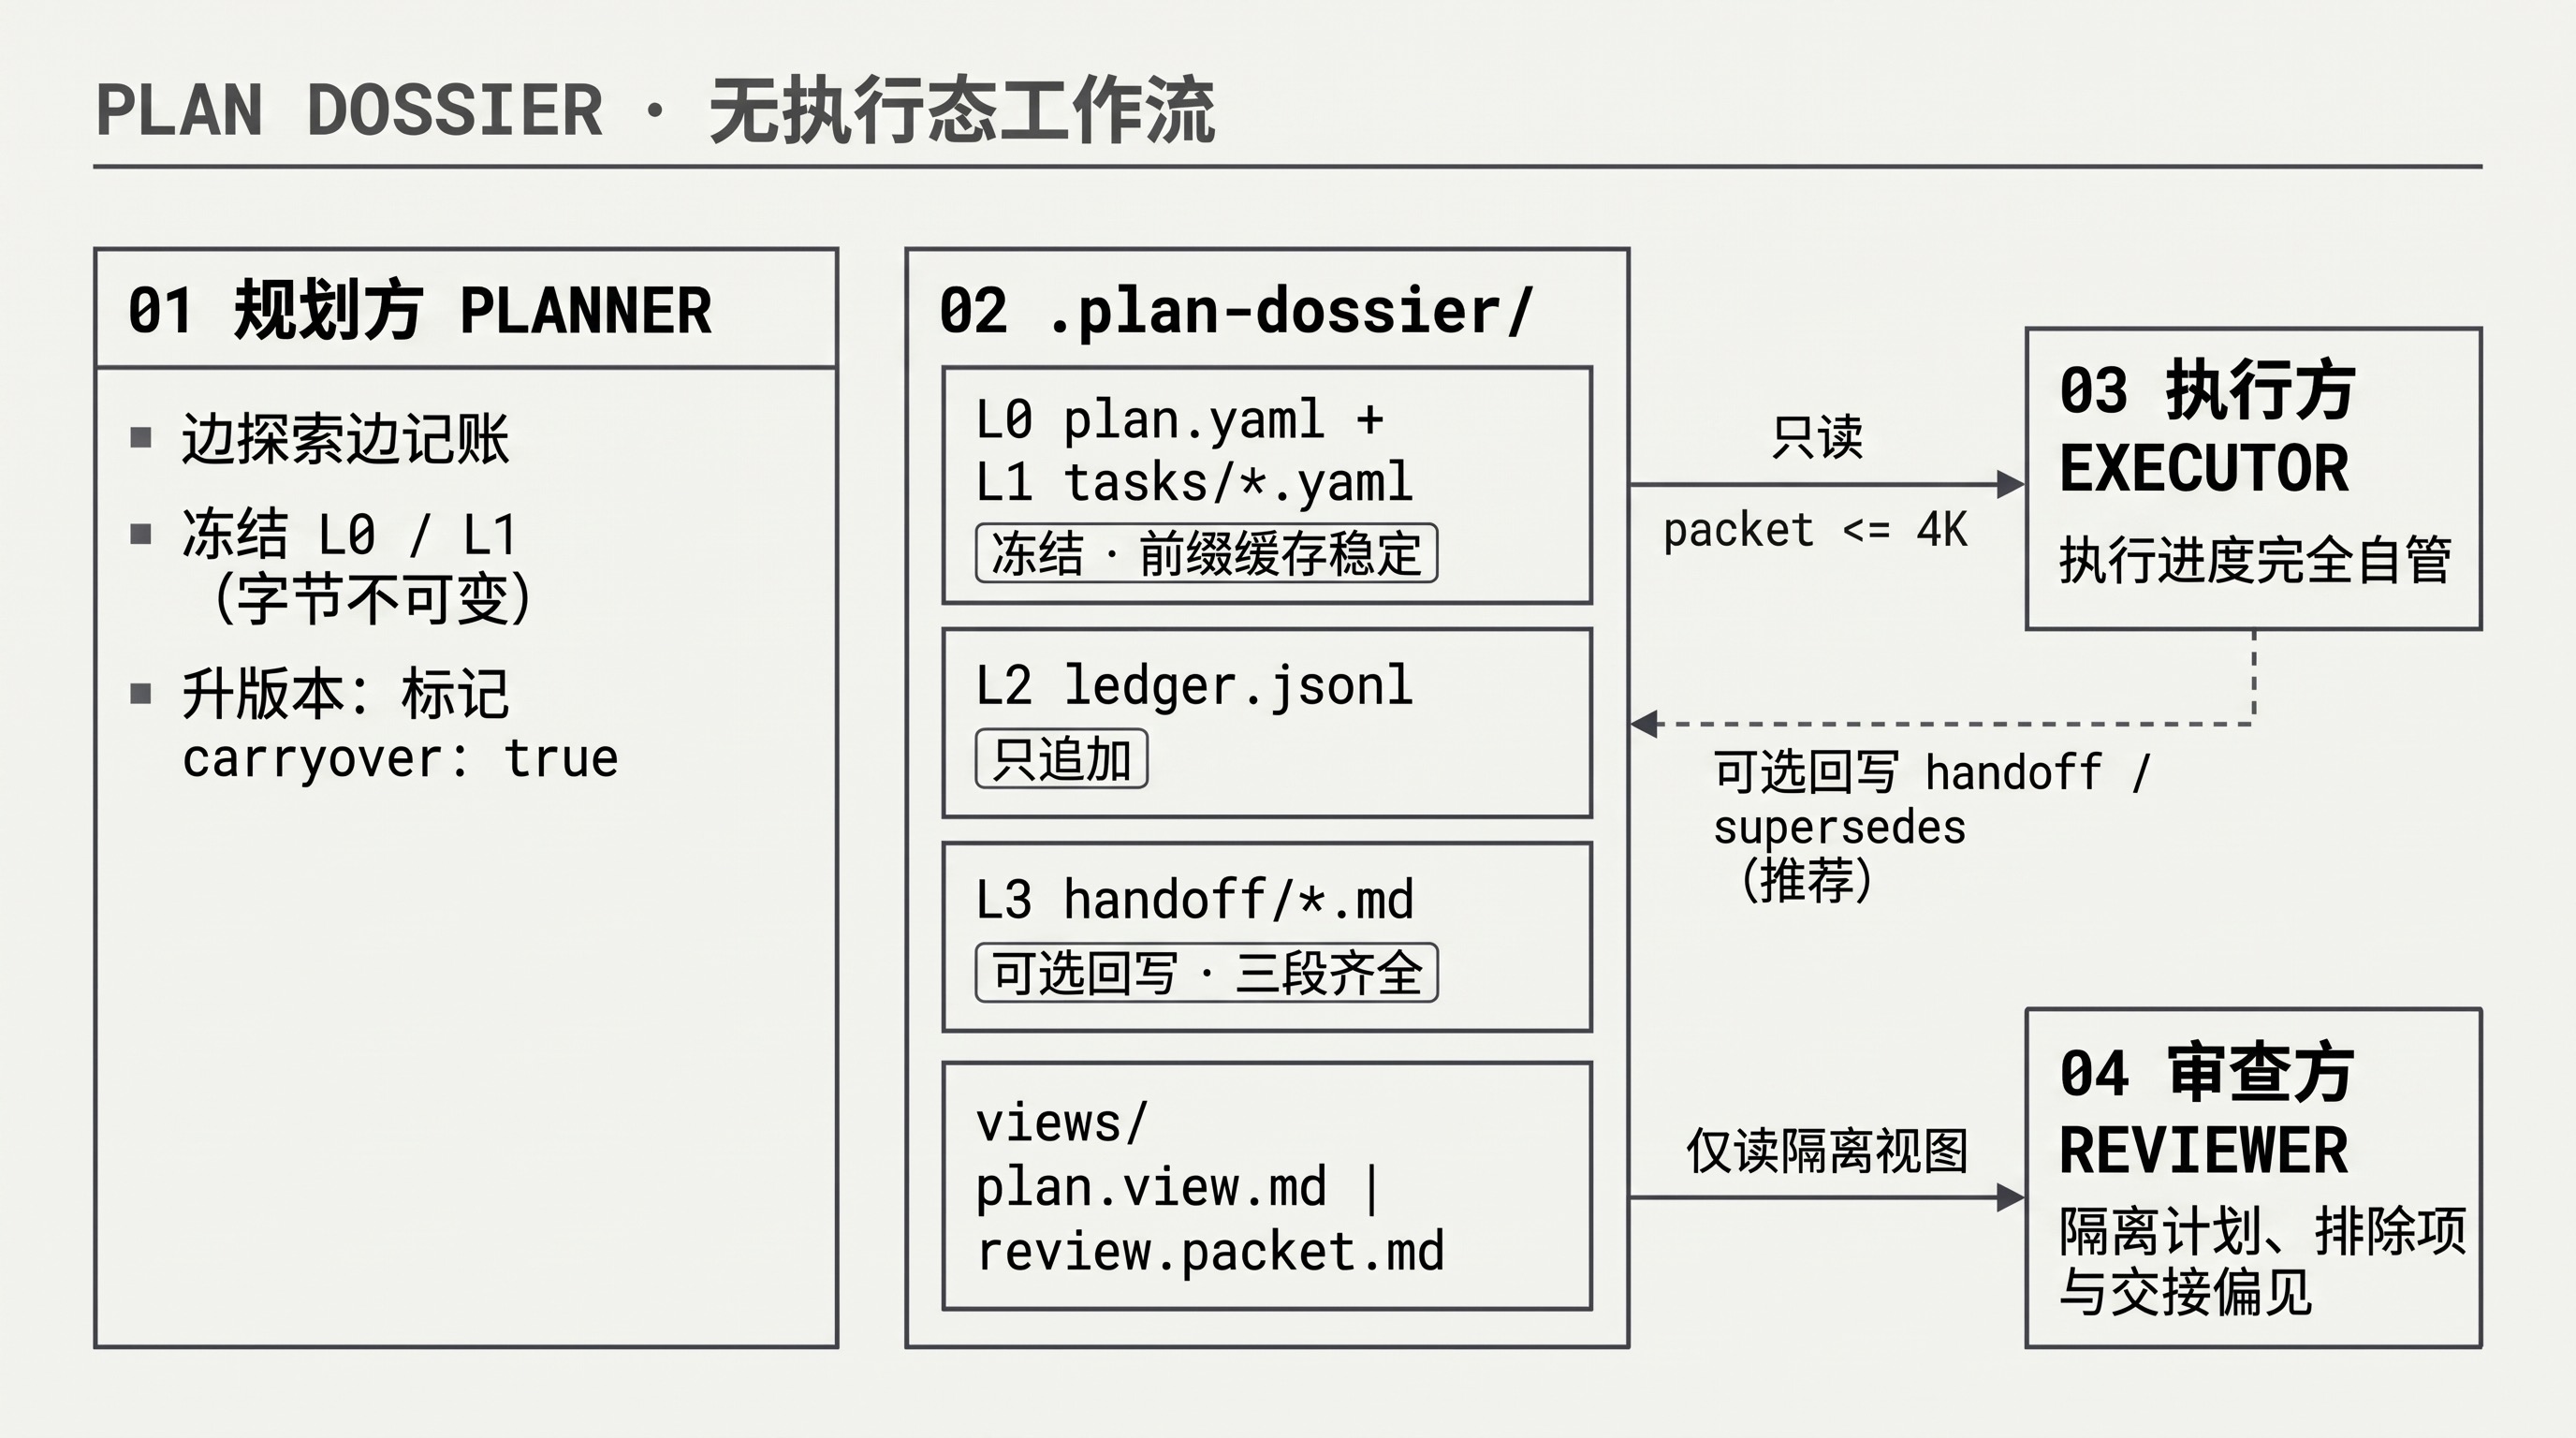 PLAN DOSSIER · 无执行态工作流
01 规划方 PLANNER
▪ 边探索边记账
▪ 冻结 L0 / L1
（字节不可变）
▪ 升版本：标记
carryover: true
02 .plan-dossier/
L0 plan.yaml +
L1 tasks/*.yaml
冻结 · 前缀缓存稳定
L2 ledger.jsonl
只追加
L3 handoff/*.md
可选回写 · 三段齐全
views/
plan.view.md |
review.packet.md
只读
packet <= 4K
03 执行方
EXECUTOR
执行进度完全自管
可选回写 handoff /
supersedes
（推荐）
仅读隔离视图
04 审查方
REVIEWER
隔离计划、排除项
与交接偏见